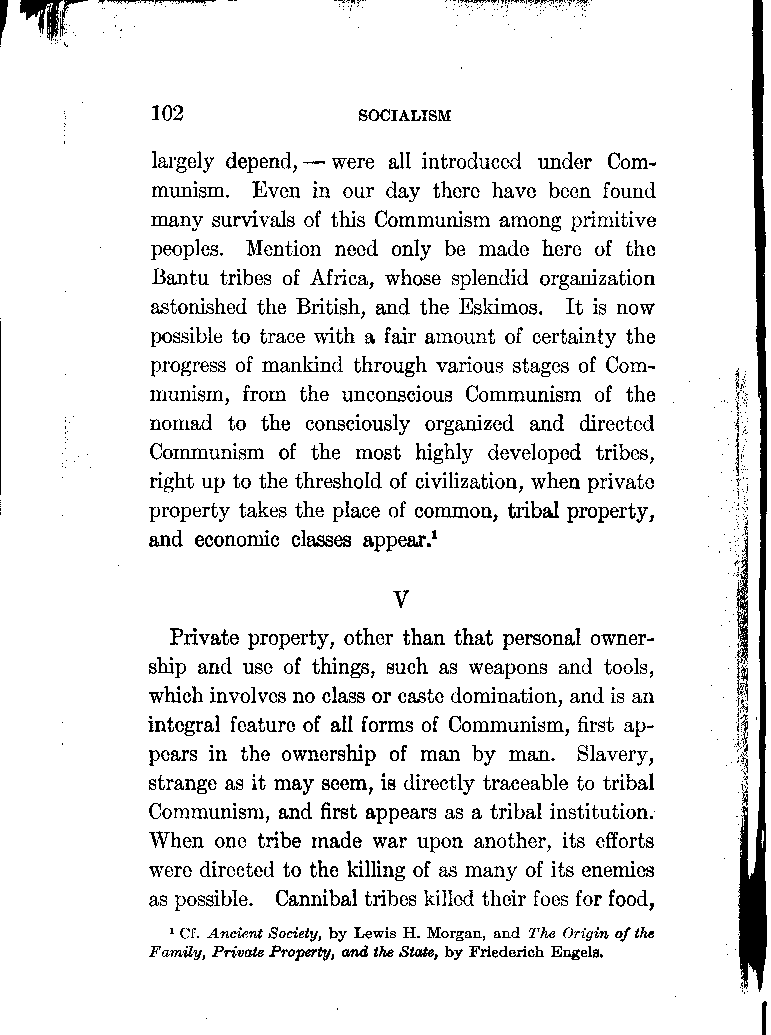 102 SOCIALISM
largely depend, — were all introduced under Com-
munism. Even in our day there have been found
many survivals of this Communism among primitive
peoples. Mention need only be made here of the
Bantu tribes of Africa, whose splendid organization
astonished the British, and the Eskimos. It is now
possible to trace with a fair amount of certainty the
progress of mankind through various stages of Com-
munism, from the unconscious Communism of the
nomad to the consciously organized and directed
Communism of the most highly developed tribes,
right up to the threshold of civilization, when private
property takes the place of common, tribal property,
and economic classes appear.¹
V
Private property, other than that personal owner-
ship and use of things, such as weapons and tools,
which involves no class or caste domination, and is an
integral feature of all forms of Communism, first ap-
pears in the ownership of man by man. Slavery,
strange as it may seem, is directly traceable to tribal
Communism, and first appears as a tribal institution.
When one tribe made war upon another, its efforts
were directed to the killing of as many of its enemies
as possible. Cannibal tribes killed their foes for food,
¹ Cf. Ancient Society, by Lewis H. Morgan, and The Origin of the
Family, Private Property, and the State, by Friederich Engels.